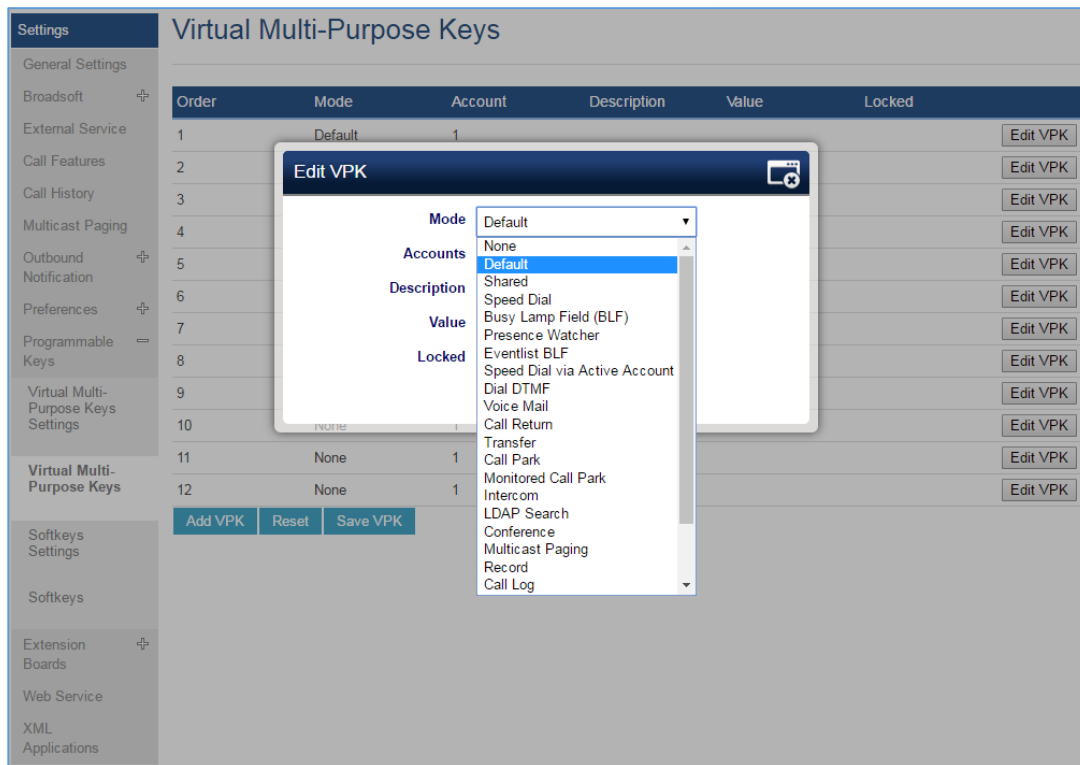 Settings
Virtual Multi-Purpose Keys
General Settings
Broadsoft
External Service
Call Features
Call History
Multicast Paging
Outbound
Notification
Preferences
Programmable
Keys
Virtual Multi-
Purpose Keys
Settings
Virtual Multi-
Purpose Keys
Softkeys
Settings
Softkeys
Extension
Boards
Web Service
XML
Applications
Order Mode Account Description Value Locked
1 Default 1 Edit VPK
2 Edit VPK
3 Edit VPK
4 Edit VPK
5 Edit VPK
6 Edit VPK
7 Edit VPK
8 Edit VPK
9 Edit VPK
10 None 1 Edit VPK
11 None 1 Edit VPK
12 None 1 Edit VPK
Add VPK Reset Save VPK
Edit VPK
Mode Default
Accounts
Description
Value
Locked
None
Default
Shared
Speed Dial
Busy Lamp Field (BLF)
Presence Watcher
Eventlist BLF
Speed Dial via Active Account
Dial DTMF
Voice Mail
Call Return
Transfer
Call Park
Monitored Call Park
Intercom
LDAP Search
Conference
Multicast Paging
Record
Call Log